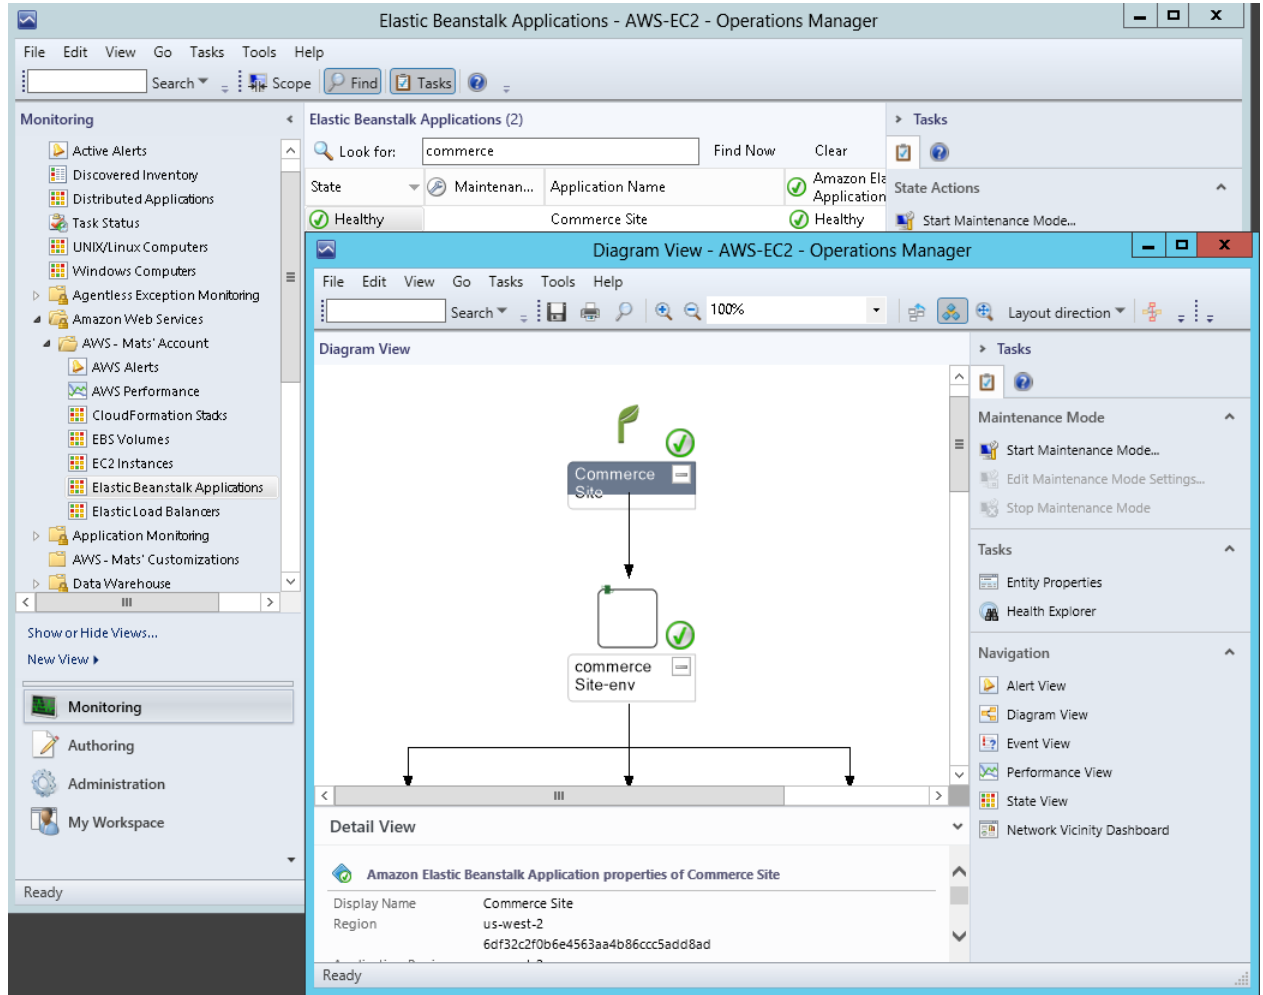 Elastic Beanstalk Applications - AWS-EC2 - Operations Manager
File Edit View Go Tasks Tools Help
Search Scope Find Tasks
Monitoring
Active Alerts
Discovered Inventory
Distributed Applications
Task Status
UNIX/Linux Computers
Windows Computers
Agentless Exception Monitoring
Amazon Web Services
AWS - Mats' Account
AWS Alerts
AWS Performance
CloudFormation Stacks
EBS Volumes
EC2 Instances
Elastic Beanstalk Applications
Elastic Load Balancers
Application Monitoring
AWS - Mats' Customizations
Data Warehouse
Show or Hide Views...
New View
Monitoring
Authoring
Administration
My Workspace
Ready
Elastic Beanstalk Applications (2)
Look for: commerce Find Now Clear
State Maintenan... Application Name Amazon Ela
Application
Healthy Commerce Site Healthy
Tasks
State Actions
Start Maintenance Mode...
Diagram View - AWS-EC2 - Operations Manager
File Edit View Go Tasks Tools Help
Search 100% Layout direction
Diagram View
Commerce
Site
commerce
Site-env
Detail View
Amazon Elastic Beanstalk Application properties of Commerce Site
Display Name Commerce Site
Region us-west-2
6df32c2f0b6e4563aa4b86ccc5add8ad
Ready
Tasks
Maintenance Mode
Start Maintenance Mode...
Edit Maintenance Mode Settings...
Stop Maintenance Mode
Tasks
Entity Properties
Health Explorer
Navigation
Alert View
Diagram View
Event View
Performance View
State View
Network Vicinity Dashboard